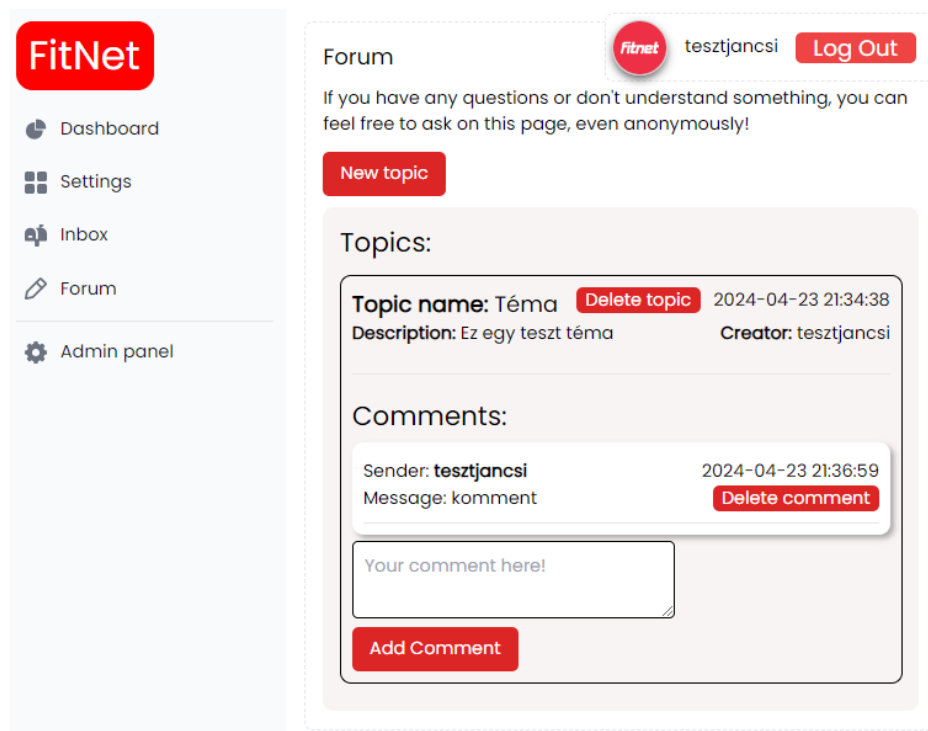 FitNet
Dashboard
Settings
Inbox
Forum
Admin panel
Fitnet
tesztjancsi
Log Out
Forum
If you have any questions or don't understand something, you can
feel free to ask on this page, even anonymously!
New topic
Topics:
Topic name: Téma Delete topic 2024-04-23 21:34:38
Description: Ez egy teszt téma Creator: tesztjancsi
Comments:
Sender: tesztjancsi 2024-04-23 21:36:59
Message: komment Delete comment
Your comment here!
Add Comment